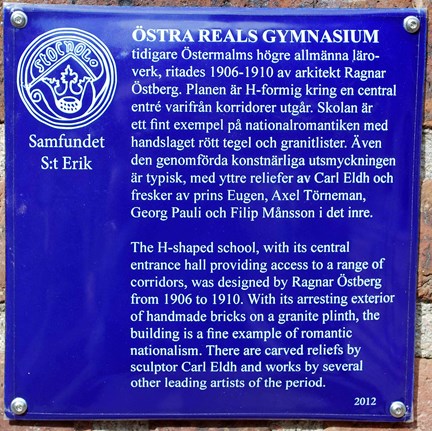 STOCHOLM
Samfundet
S:t Erik
ÖSTRA REALS GYMNASIUM
tidigare Östermalms högre allmänna läro-
verk, ritades 1906-1910 av arkitekt Ragnar
Östberg. Planen är H-formig kring en central
entré varifrån korridorer utgår. Skolan är
ett fint exempel på nationalromantiken med
handslaget rött tegel och granitlister. Även
den genomförda konstnärliga utsmyckningen
är typisk, med yttre reliefer av Carl Eldh och
fresker av prins Eugen, Axel Törneman,
Georg Pauli och Filip Månsson i det inre.
The H-shaped school, with its central
entrance hall providing access to a range of
corridors, was designed by Ragnar Östberg
from 1906 to 1910. With its arresting exterior
of handmade bricks on a granite plinth, the
building is a fine example of romantic
nationalism. There are carved reliefs by
sculptor Carl Eldh and works by several
other leading artists of the period.
2012